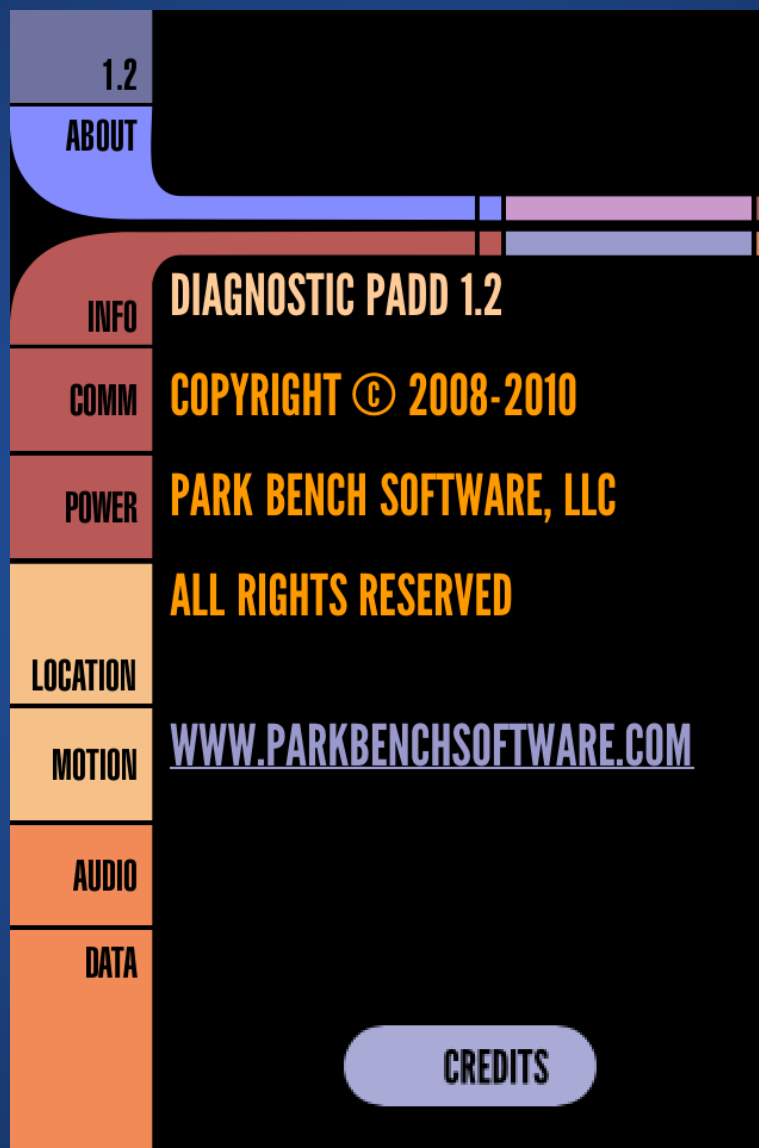 1.2
ABOUT
INFO
COMM
POWER
LOCATION
MOTION
AUDIO
DATA
DIAGNOSTIC PADD 1.2
COPYRIGHT © 2008-2010
PARK BENCH SOFTWARE, LLC
ALL RIGHTS RESERVED
WWW.PARKBENCHSOFTWARE.COM
CREDITS